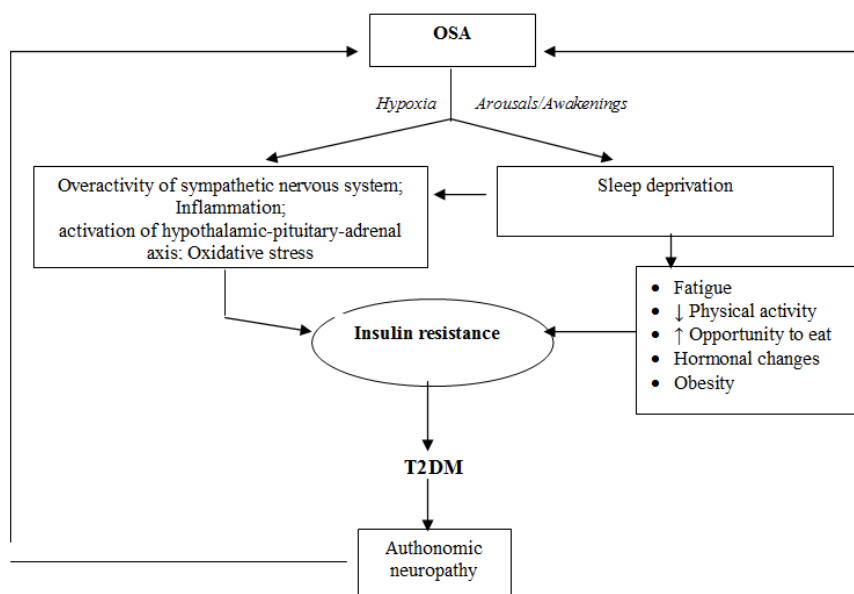 OSA
Hypoxia
Arousals/Awakenings
Overactivity of sympathetic nervous system;
Inflammation;
activation of hypothalamic-pituitary-adrenal
axis; Oxidative stress
Sleep deprivation
• Fatigue
• ↓ Physical activity
• ↑ Opportunity to eat
• Hormonal changes
• Obesity
Insulin resistance
T2DM
Authonomic
neuropathy